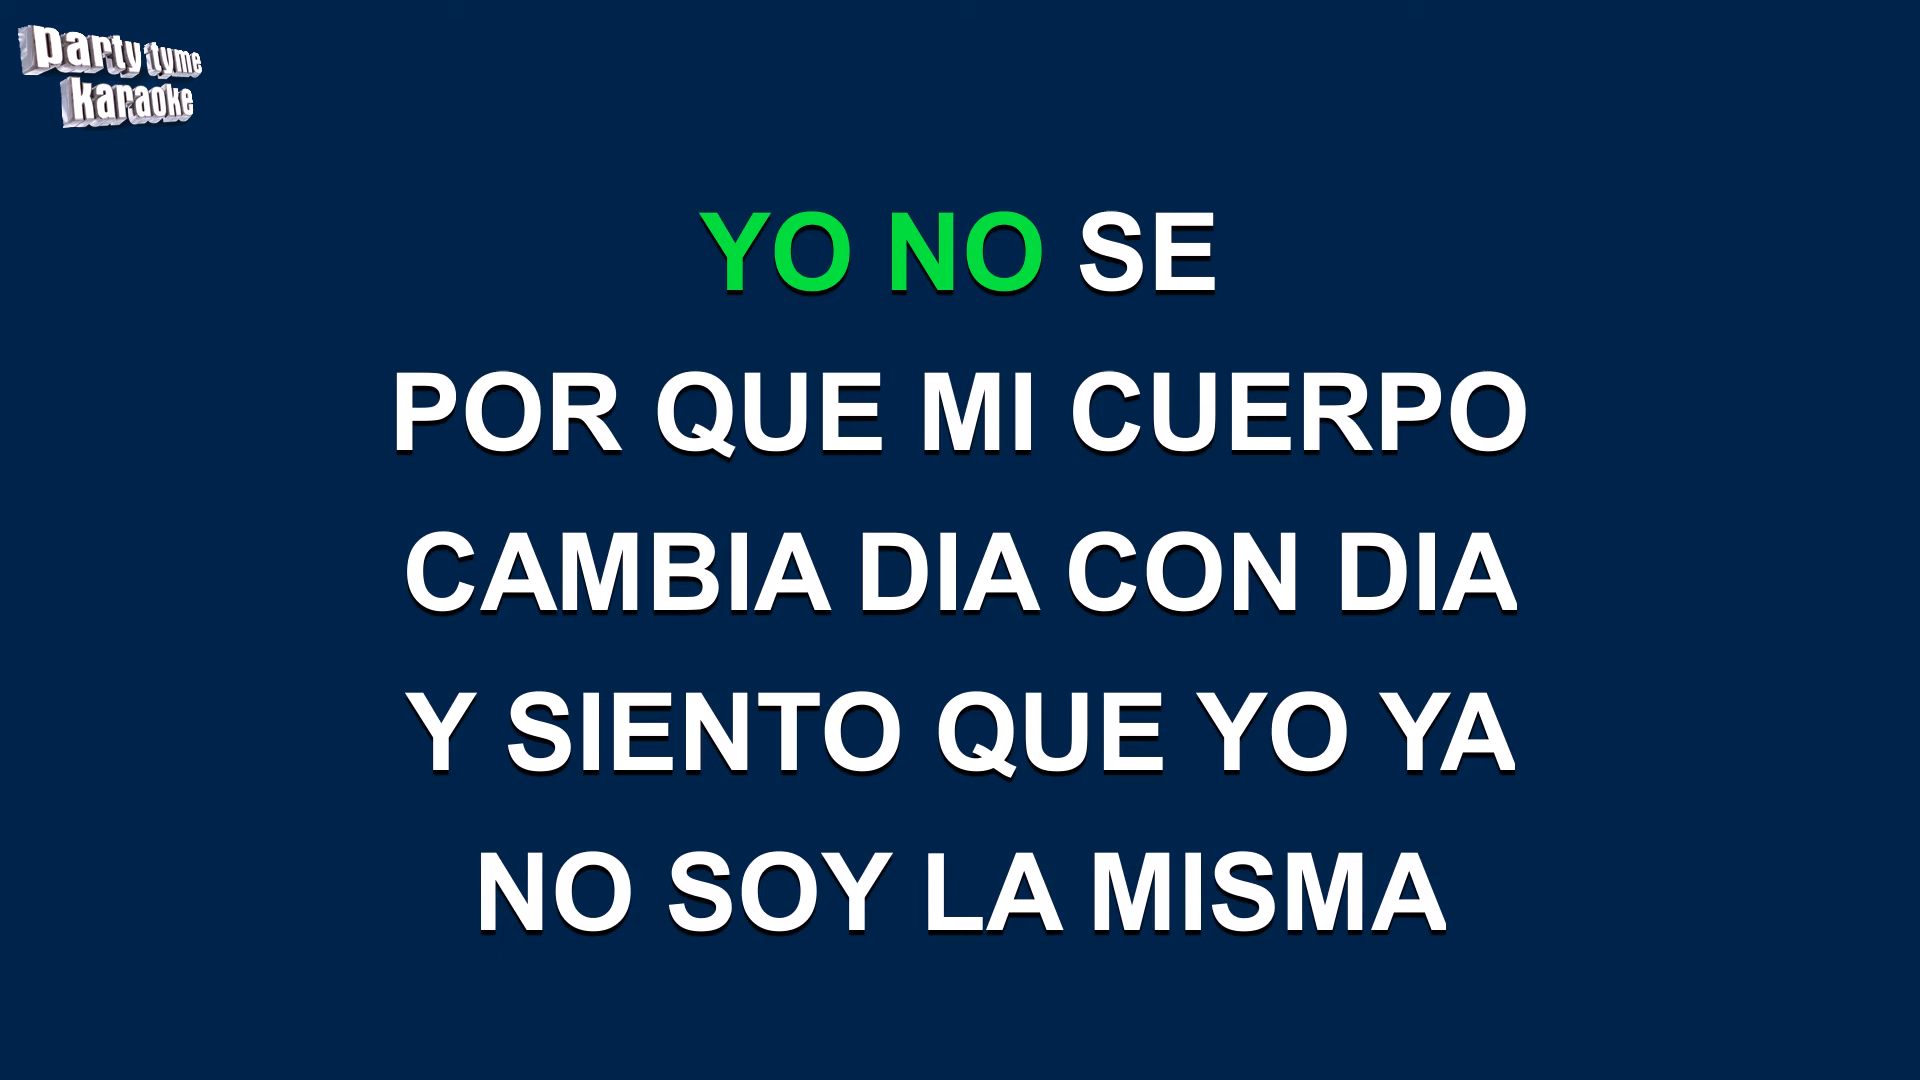 party tyme
karaoke
YO NO SE
POR QUE MI CUERPO
CAMBIA DIA CON DIA
Y SIENTO QUE YO YA
NO SOY LA MISMA